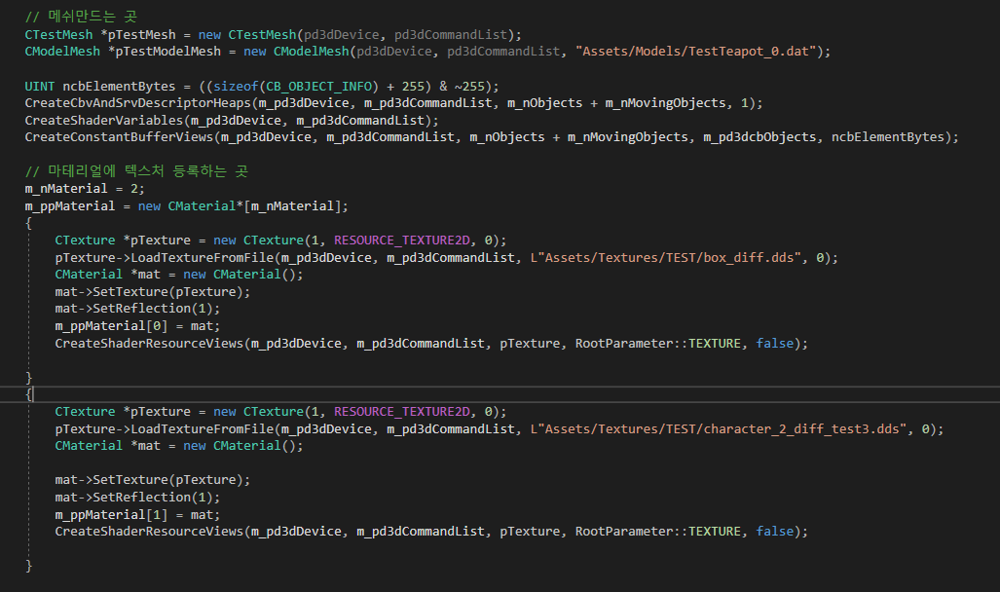 // 메쉬만드는 곳
CTestMesh *pTestMesh = new CTestMesh(pd3dDevice, pd3dCommandList);
CModelMesh *pTestModelMesh = new CModelMesh(pd3dDevice, pd3dCommandList, "Assets/Models/TestTeapot_0.dat");
UINT ncbElementBytes = ((sizeof(CB_OBJECT_INFO) + 255) & ~255);
CreateCbvAndSrvDescriptorHeaps(m_pd3dDevice, m_pd3dCommandList, m_nObjects + m_nMovingObjects, 1);
CreateShaderVariables(m_pd3dDevice, m_pd3dCommandList);
CreateConstantBufferViews(m_pd3dDevice, m_pd3dCommandList, m_nObjects + m_nMovingObjects, m_pd3dcbObjects, ncbElementBytes);
// 마테리얼에 텍스처 등록하는 곳
m_nMaterial = 2;
m_ppMaterial = new CMaterial*[m_nMaterial];
{
CTexture *pTexture = new CTexture(1, RESOURCE_TEXTURE2D, 0);
pTexture->LoadTextureFromFile(m_pd3dDevice, m_pd3dCommandList, L"Assets/Textures/TEST/box_diff.dds", 0);
CMaterial *mat = new CMaterial();
mat->SetTexture(pTexture);
mat->SetReflection(1);
m_ppMaterial[0] = mat;
CreateShaderResourceViews(m_pd3dDevice, m_pd3dCommandList, pTexture, RootParameter::TEXTURE, false);
}
{
CTexture *pTexture = new CTexture(1, RESOURCE_TEXTURE2D, 0);
pTexture->LoadTextureFromFile(m_pd3dDevice, m_pd3dCommandList, L"Assets/Textures/TEST/character_2_diff_test3.dds", 0);
CMaterial *mat = new CMaterial();
mat->SetTexture(pTexture);
mat->SetReflection(1);
m_ppMaterial[1] = mat;
CreateShaderResourceViews(m_pd3dDevice, m_pd3dCommandList, pTexture, RootParameter::TEXTURE, false);
}